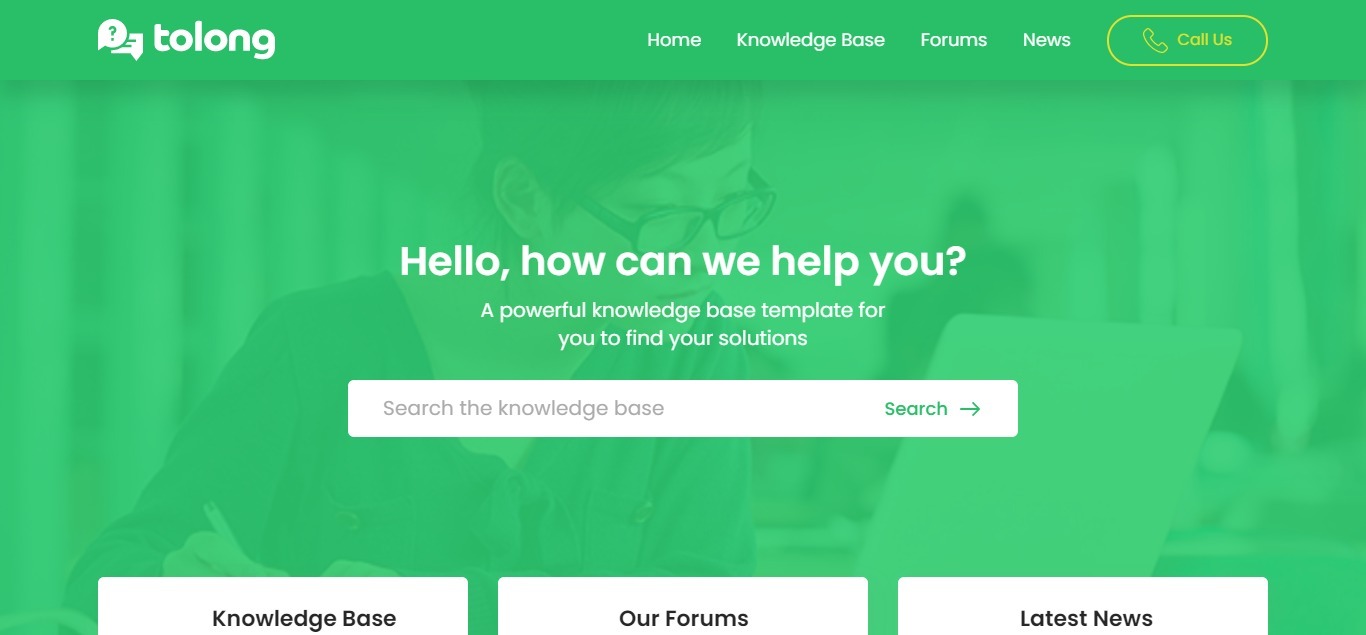 tolong
Home
Knowledge Base
Forums
News
Call Us
Hello, how can we help you?
A powerful knowledge base template for
you to find your solutions
Search the knowledge base
Search
Knowledge Base
Our Forums
Latest News